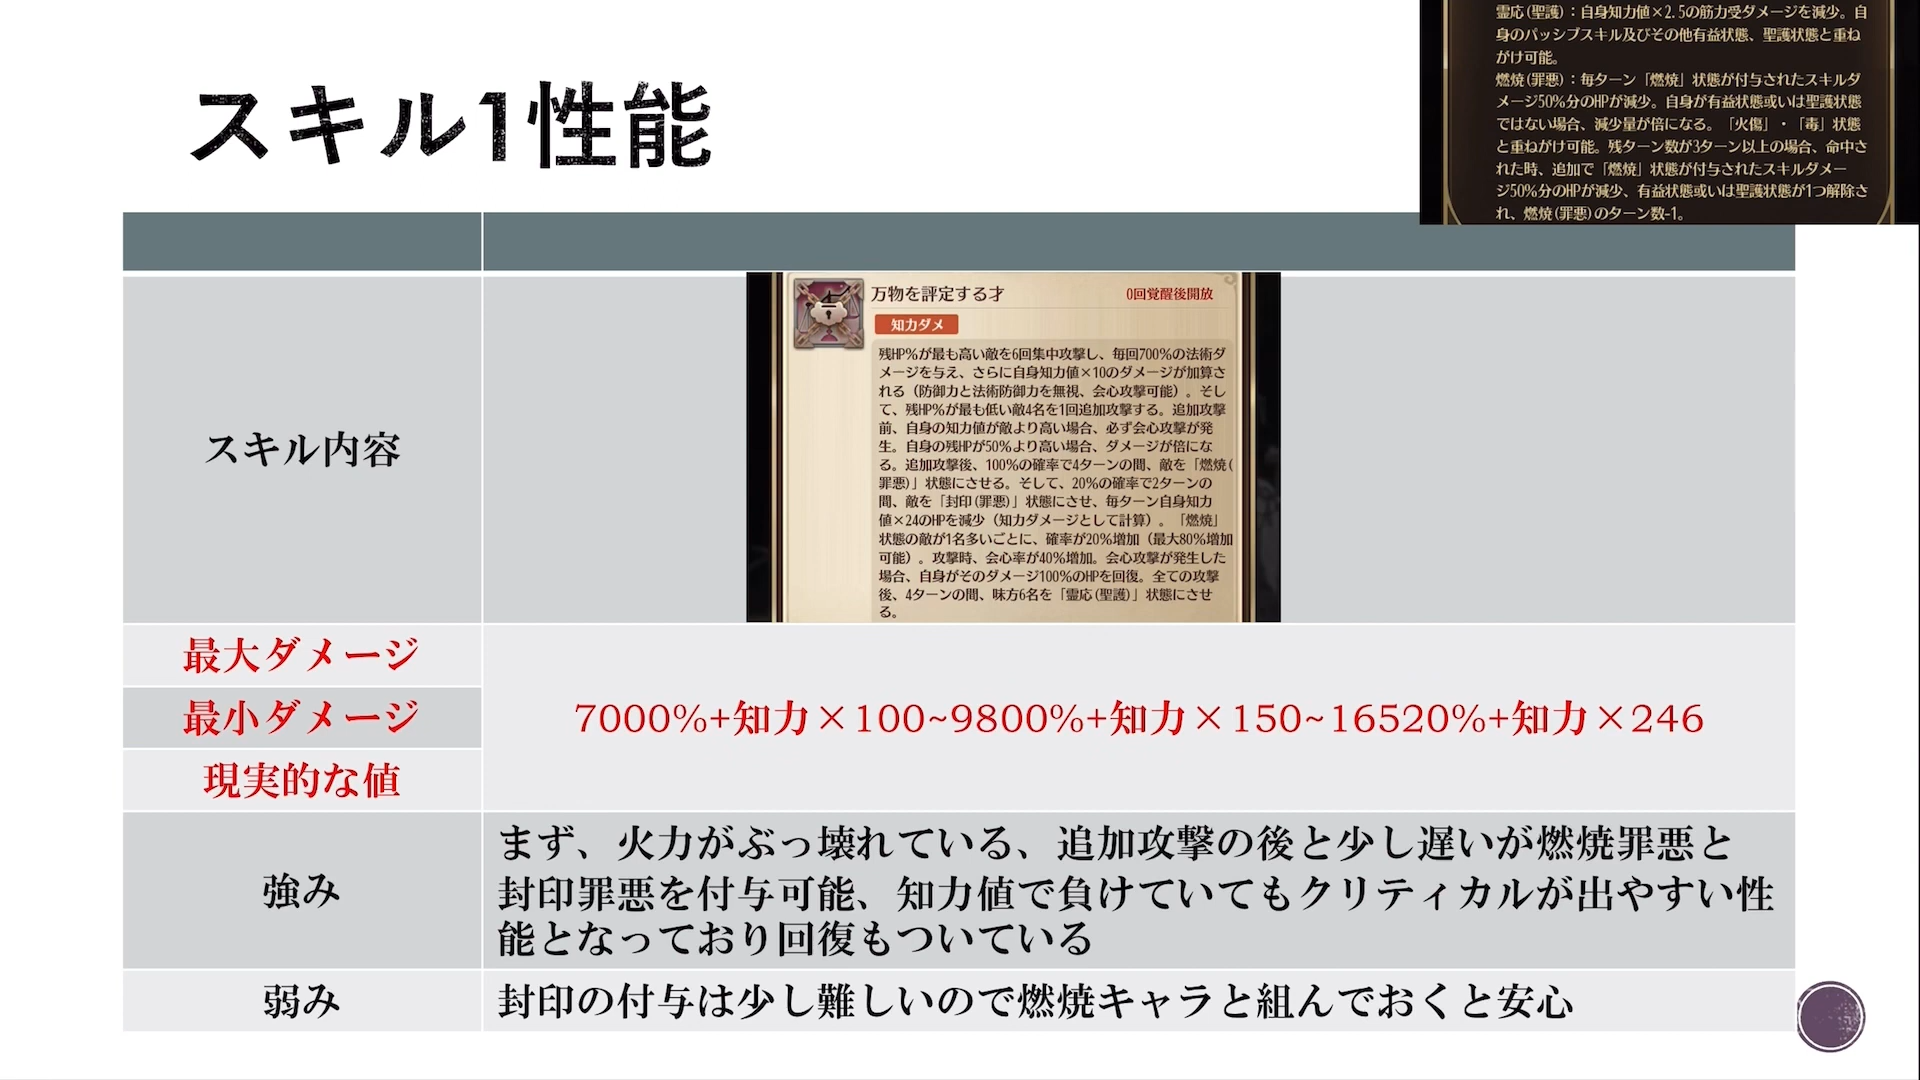 スキル1性能
霊応(聖護)：自身知力値×2.5の筋力受ダメージを減少。自
身のパッシブスキル及びその他有益状態、聖護状態と重ね
がけ可能。
燃焼(罪悪)：毎ターン「燃焼」状態が付与されたスキルダ
メージ50%分のHPが減少。自身が有益状態或いは聖護状態
ではない場合、減少量が倍になる。「火傷」・「毒」状態
と重ねがけ可能。残ターン数が3ターン以上の場合、命中さ
れた時、追加で「燃焼」状態が付与されたスキルダメー
ジ50%分のHPが減少、有益状態或いは聖護状態が1つ解除さ
れ、燃焼(罪悪)のターン数-1。
スキル内容
万物を評定する才
0回覚醒後開放
知力ダメ
残HP%が最も高い敵を6回集中攻撃し、毎回700%の法術ダ
メージを与え、さらに自身知力値×10のダメージが加算さ
れる（防御力と法術防御力を無視、会心攻撃可能）。そし
て、残HP%が最も低い敵4名を1回追加攻撃する。追加攻撃
前、自身の知力値が敵より高い場合、必ず会心攻撃が発
生。自身の残HPが50%より高い場合、ダメージが倍にな
る。追加攻撃後、100%の確率で4ターンの間、敵を「燃焼(
罪悪)」状態にさせる。そして、20%の確率で2ターンの
間、敵を「封印(罪悪)」状態にさせ、毎ターン自身知力
値×24のHPを減少（知力ダメージとして計算）。「燃焼」
状態の敵が1名多いごとに、確率が20%増加（最大80%増加
可能）。攻撃時、会心率が40%増加。会心攻撃が発生した
場合、自身がそのダメージ100%のHPを回復。全ての攻撃
後、4ターンの間、味方6名を「霊応(聖護)」状態にさせ
る。
最大ダメージ
最小ダメージ
現実的な値
7000%+知力×100~9800%+知力×150~16520%+知力×246
強み
まず、火力がぶっ壊れている、追加攻撃の後と少し遅いが燃焼罪悪と
封印罪悪を付与可能、知力値で負けていてもクリティカルが出やすい性
能となっており回復もついている
弱み
封印の付与は少し難しいので燃焼キャラと組んでおくと安心